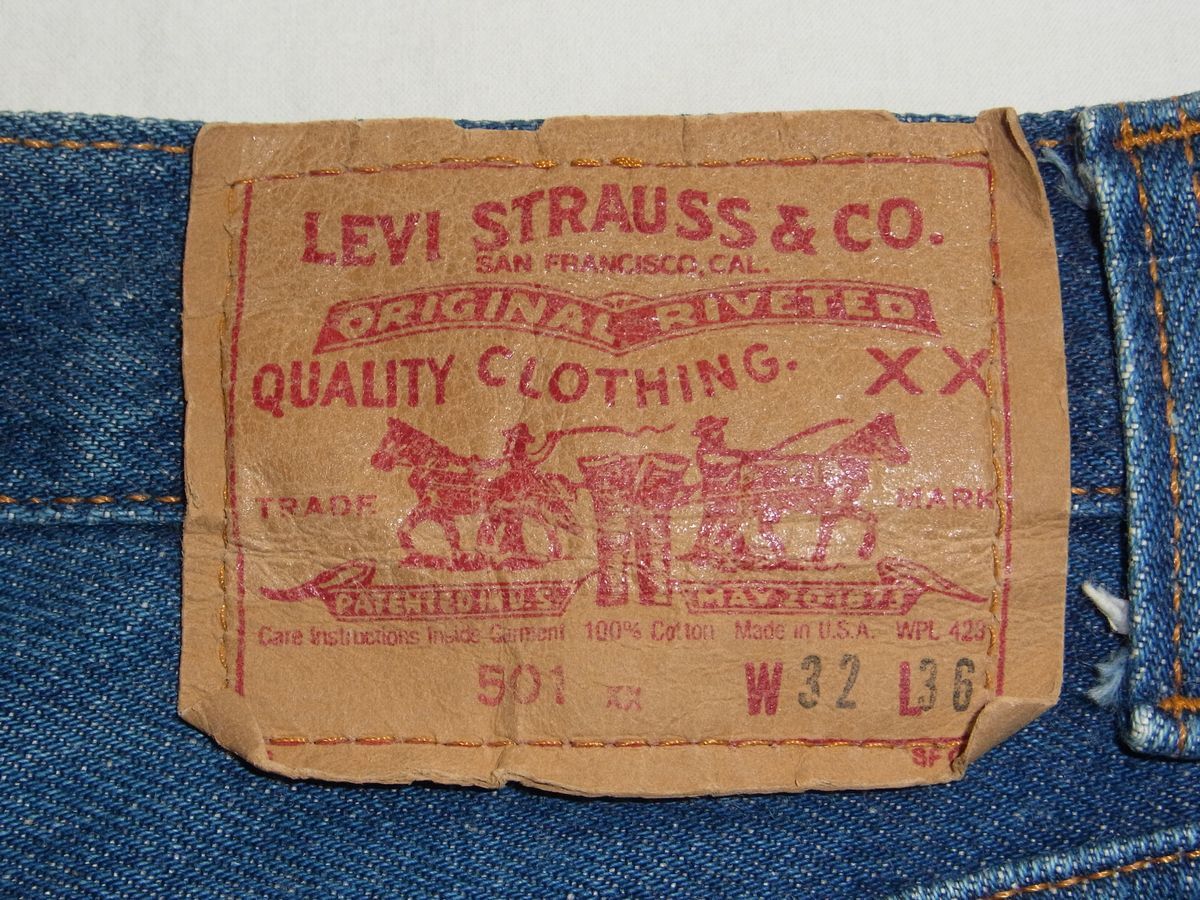 LEVI STRAUSS & CO.
SAN FRANCISCO, CAL.
ORIGINAL RIVETED
QUALITY CLOTHING. XX
TRADE MARK
PATENTED IN U.S. MAY 20 1873
Care Instructions Inside Garment 100% Cotton Made in U.S.A. WPL 423
501 XX W 32 L 36
SF